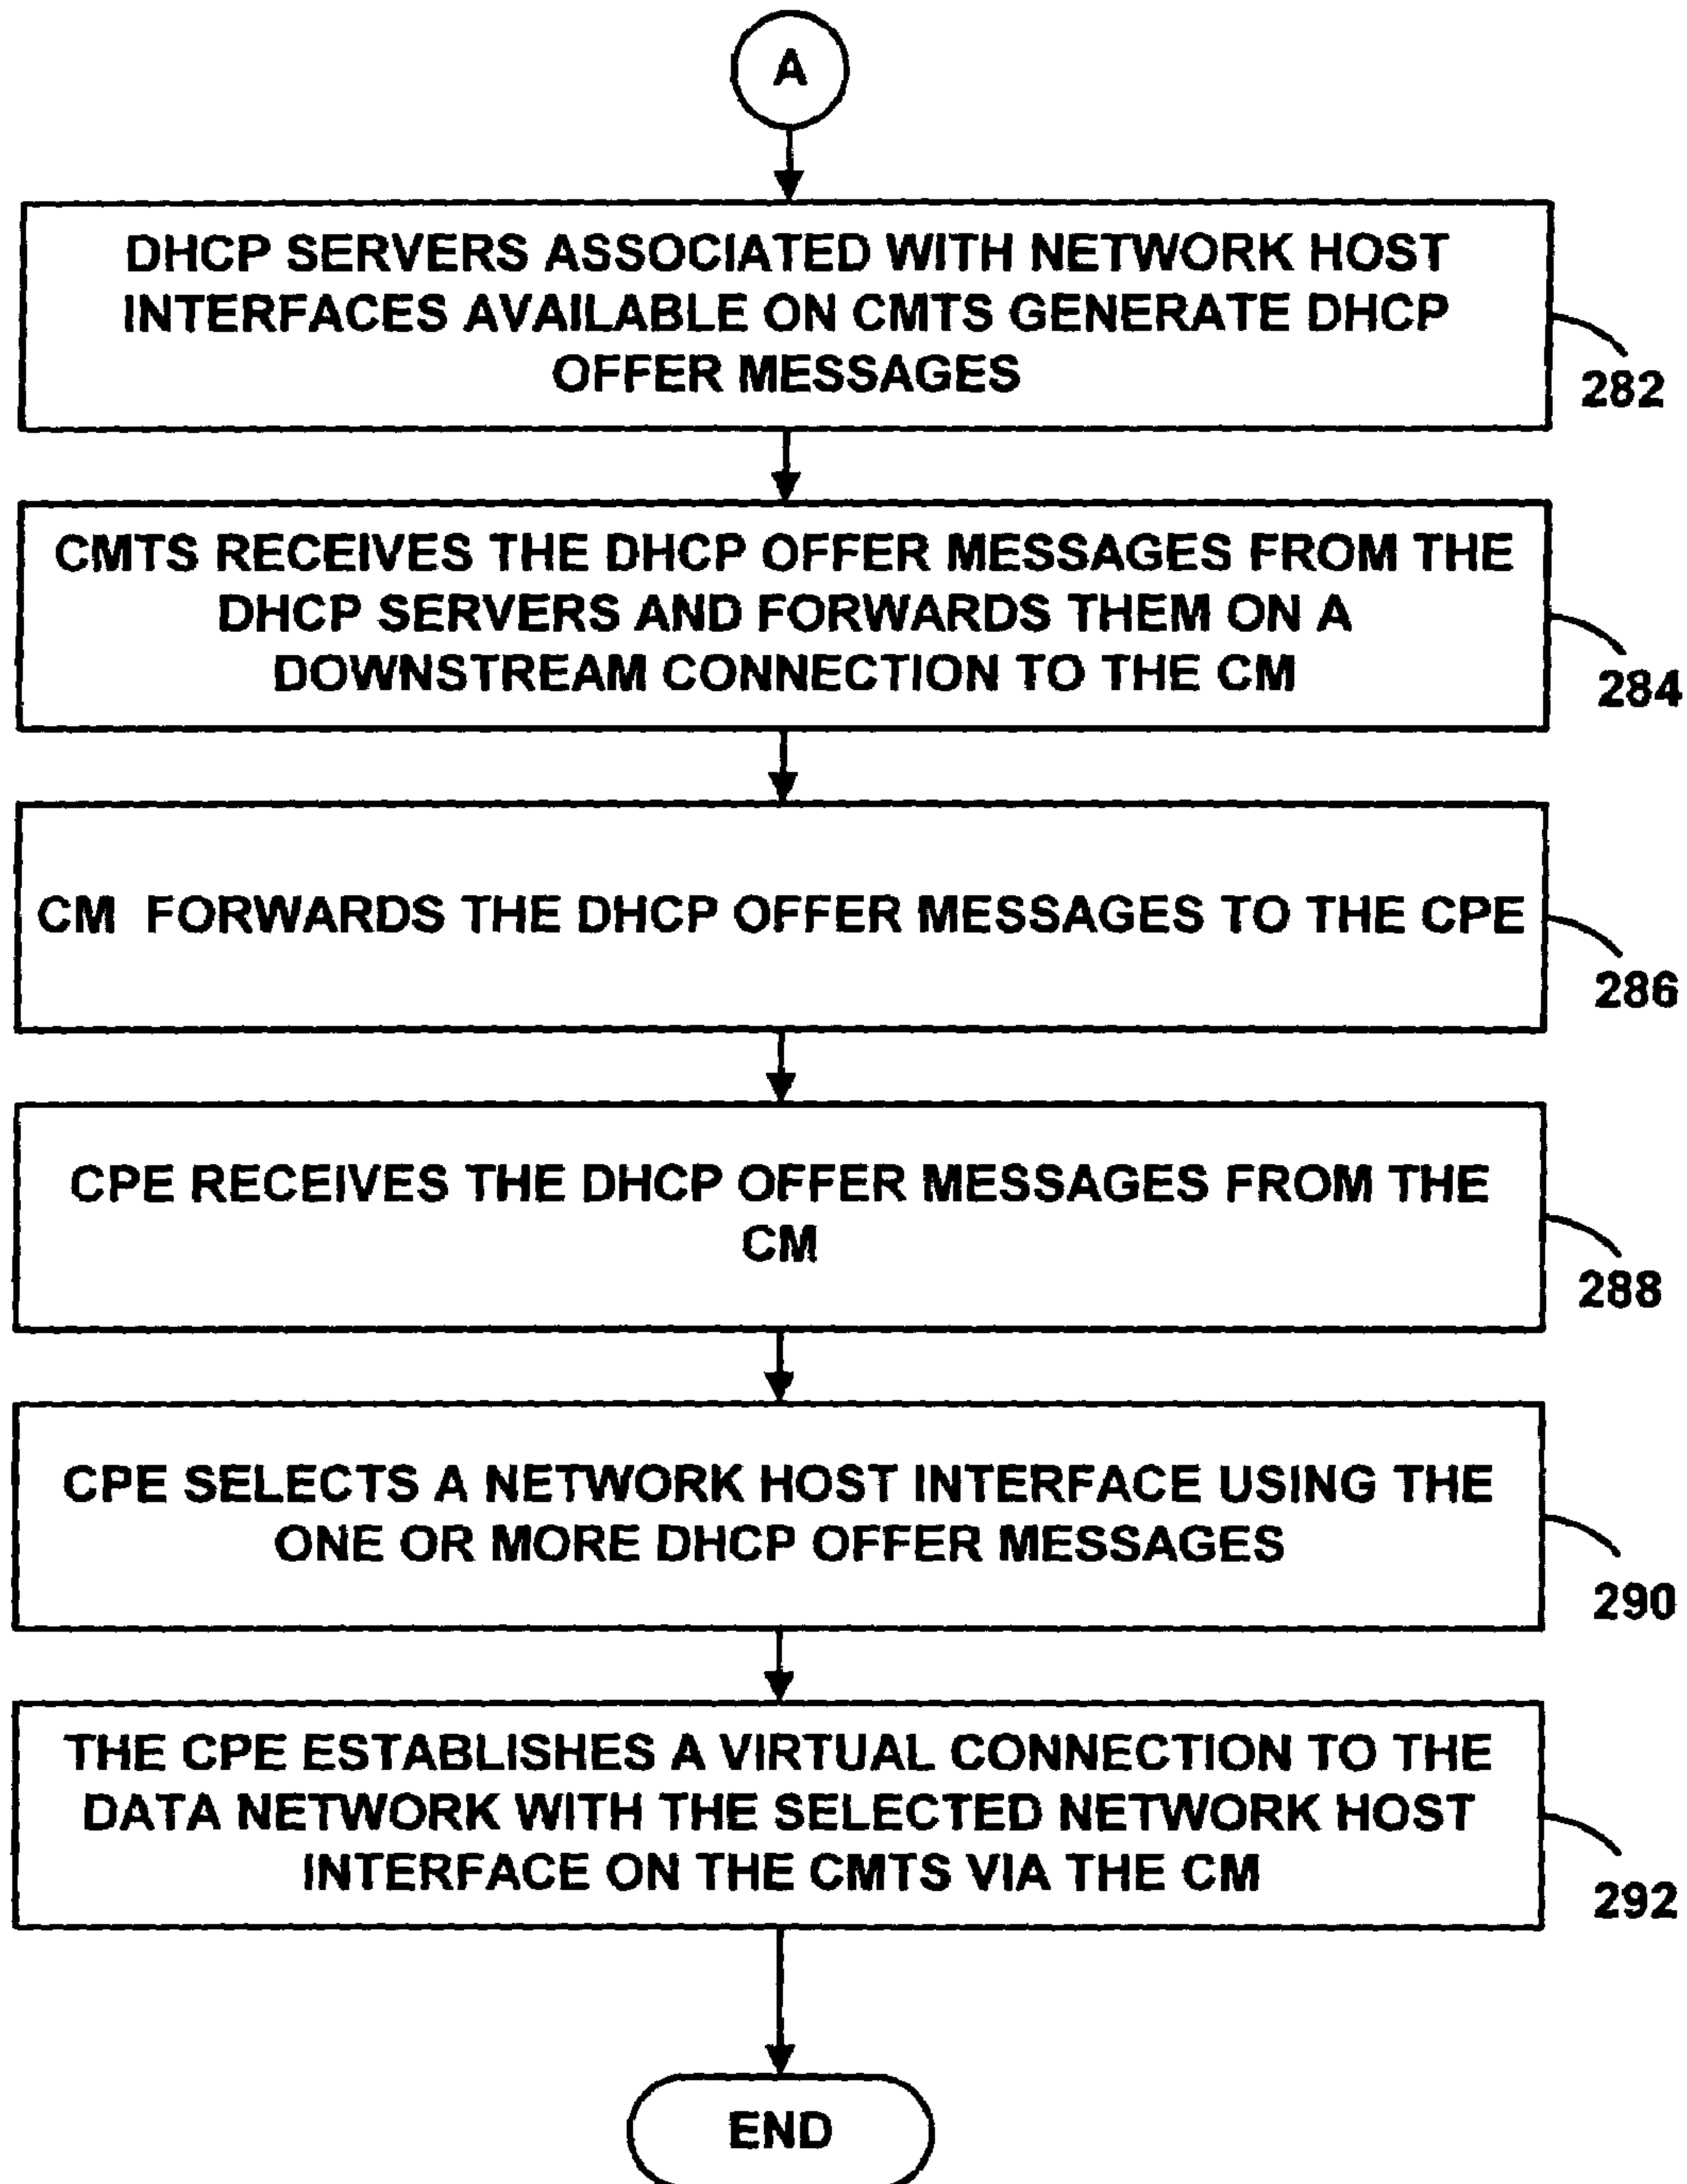 A
DHCP SERVERS ASSOCIATED WITH NETWORK HOST
INTERFACES AVAILABLE ON CMTS GENERATE DHCP
OFFER MESSAGES
282
CMTS RECEIVES THE DHCP OFFER MESSAGES FROM THE
DHCP SERVERS AND FORWARDS THEM ON A
DOWNSTREAM CONNECTION TO THE CM
284
CM FORWARDS THE DHCP OFFER MESSAGES TO THE CPE
286
CPE RECEIVES THE DHCP OFFER MESSAGES FROM THE
CM
288
CPE SELECTS A NETWORK HOST INTERFACE USING THE
ONE OR MORE DHCP OFFER MESSAGES
290
THE CPE ESTABLISHES A VIRTUAL CONNECTION TO THE
DATA NETWORK WITH THE SELECTED NETWORK HOST
INTERFACE ON THE CMTS VIA THE CM
292
END